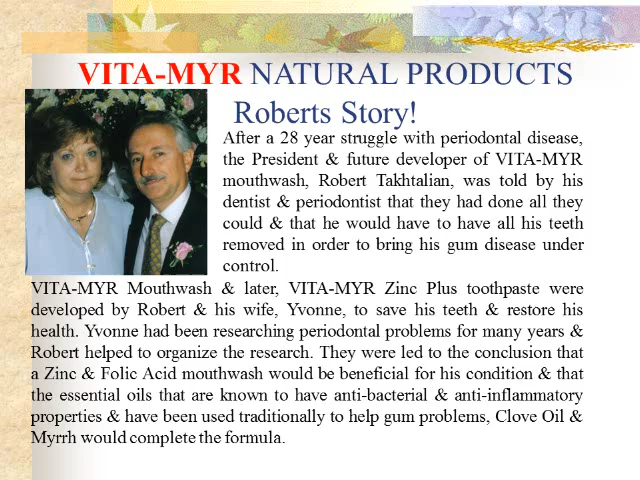 VITA-MYR NATURAL PRODUCTS
Roberts Story!
After a 28 year struggle with periodontal disease,
the President & future developer of VITA-MYR
mouthwash, Robert Takhtalian, was told by his
dentist & periodontist that they had done all they
could & that he would have to have all his teeth
removed in order to bring his gum disease under
control.
VITA-MYR Mouthwash & later, VITA-MYR Zinc Plus toothpaste were
developed by Robert & his wife, Yvonne, to save his teeth & restore his
health. Yvonne had been researching periodontal problems for many years &
Robert helped to organize the research. They were led to the conclusion that
a Zinc & Folic Acid mouthwash would be beneficial for his condition & that
the essential oils that are known to have anti-bacterial & anti-inflammatory
properties & have been used traditionally to help gum problems, Clove Oil &
Myrrh would complete the formula.